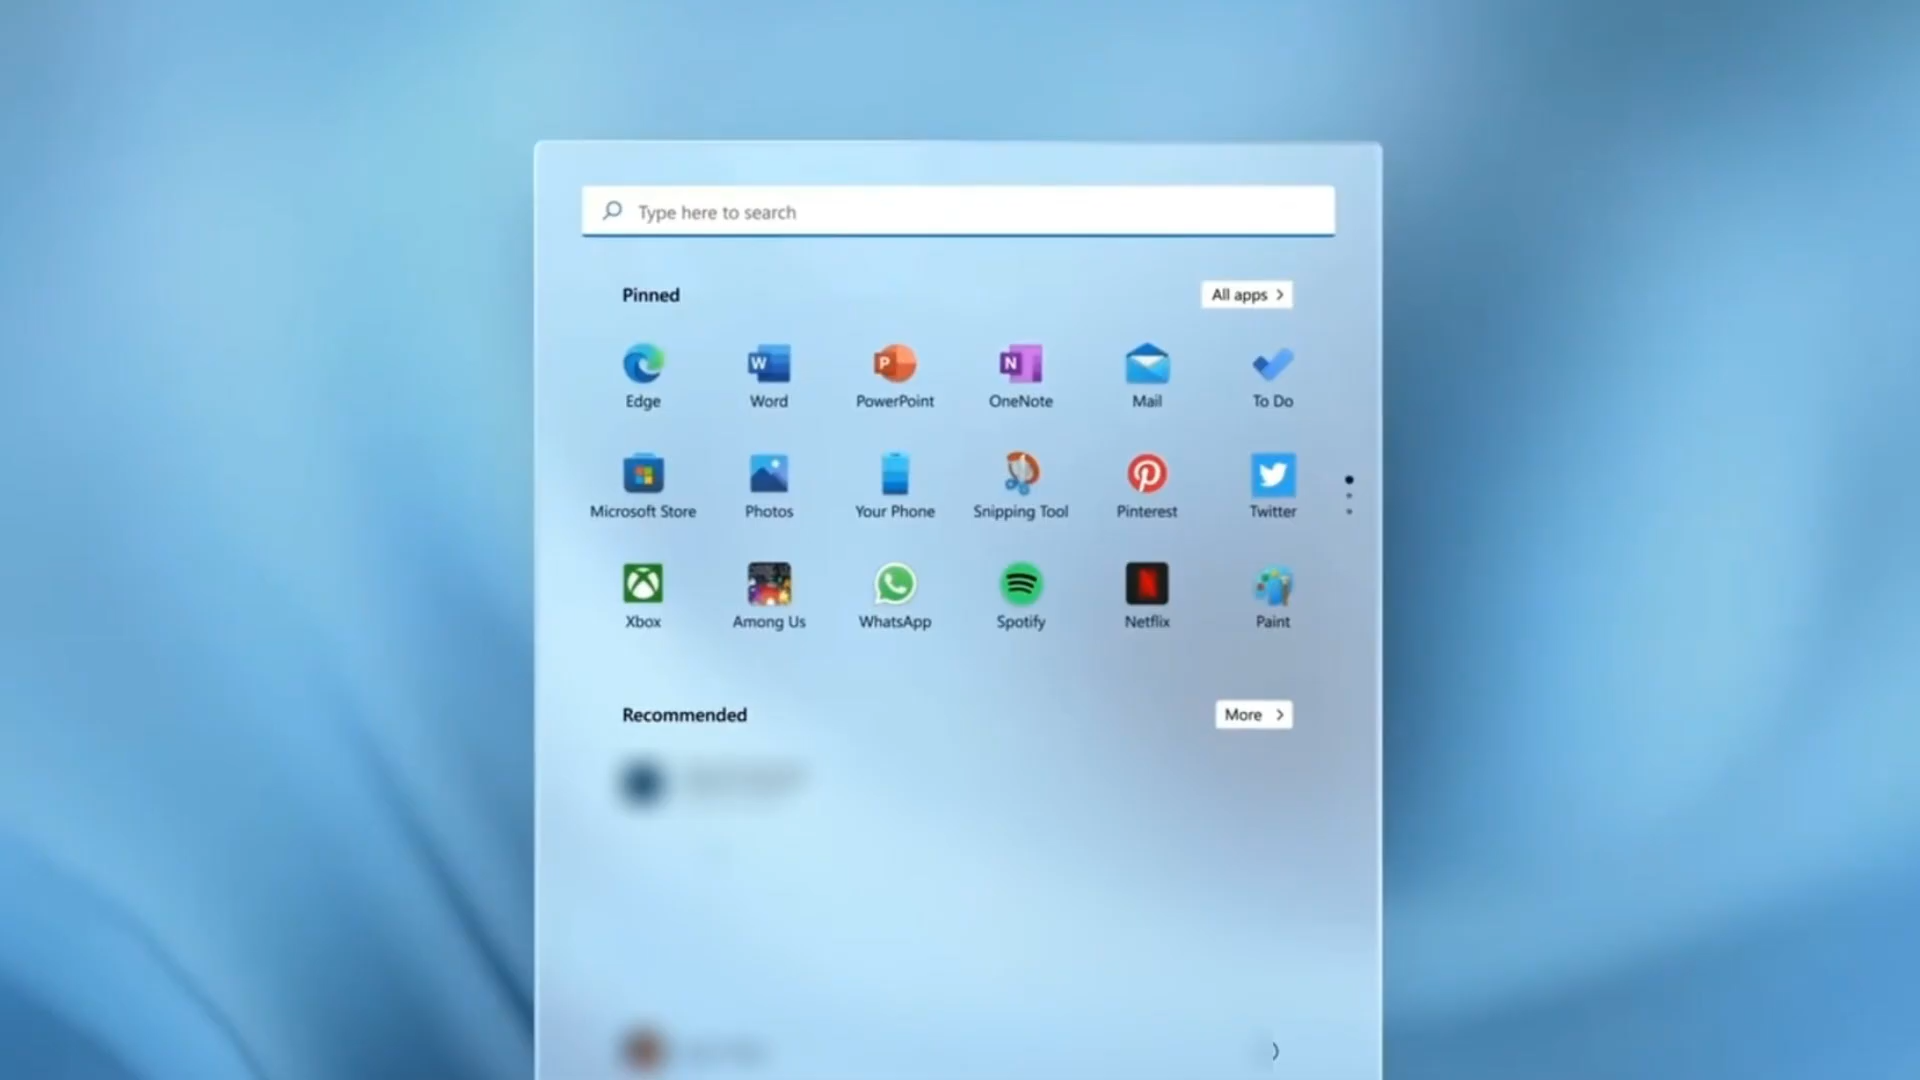 Type here to search
Pinned
All apps
Edge
Word
PowerPoint
OneNote
Mail
To Do
Microsoft Store
Photos
Your Phone
Snipping Tool
Pinterest
Twitter
Xbox
Among Us
WhatsApp
Spotify
Netflix
Paint
Recommended
More